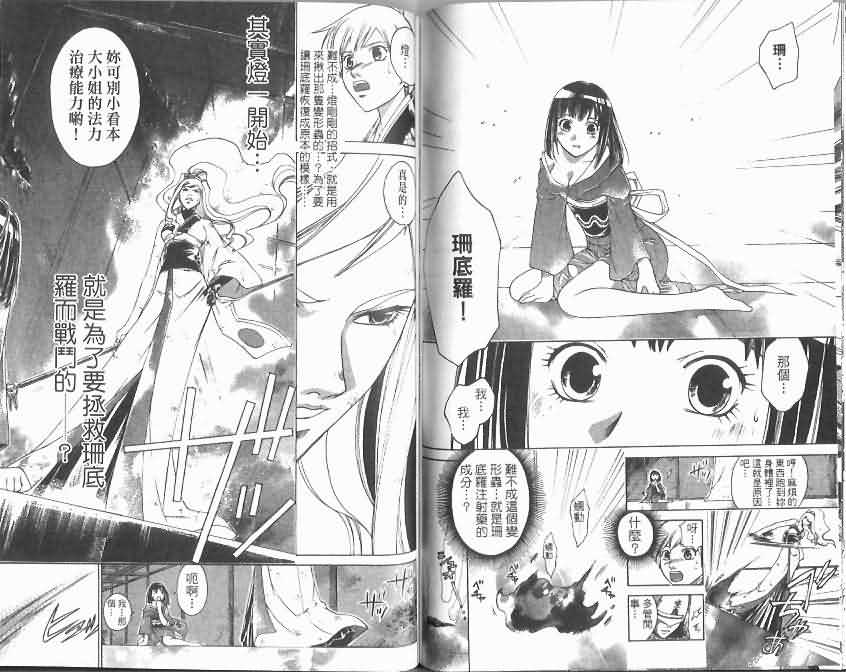 珊…
珊底羅！
那個…
我…
我…
哼！麻煩的
東西跑到妳
身體裡了…
這就是原因
吧…
難不成這個變
形蟲…就是珊
底羅注射藥的
成分…？
蠕動
蠕動
呀…
什麼？
多管閒
事…
燈…
難不成…燈剛剛的招式…就是用
來揪出那隻變形蟲的…？為了要
讓珊底羅恢復成原本的模樣……
真是的…
其實燈一開始…
妳可別小看本
大小姐的法力
治療能力喲！
就是為了要拯救珊底
羅而戰鬥的──？
呃啊…
我…那
個…
ヒュルル…